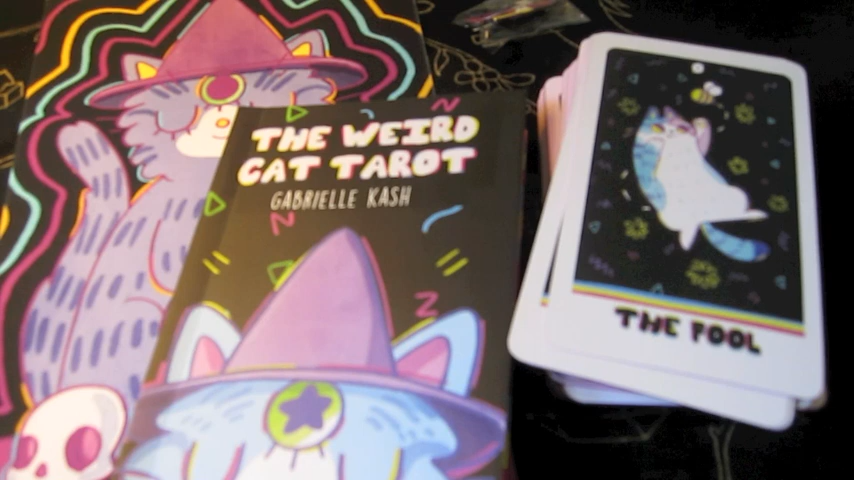 THE WEIRD
CAT TAROT
GABRIELLE KASH
THE FOOL